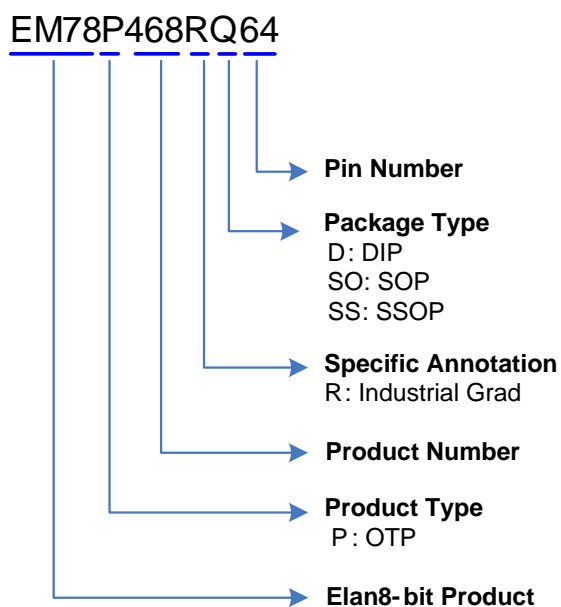 EM78P468RQ64
Pin Number
Package Type
D: DIP
SO: SOP
SS: SSOP
Specific Annotation
R: Industrial Grad
Product Number
Product Type
P: OTP
Elan8-bit Product